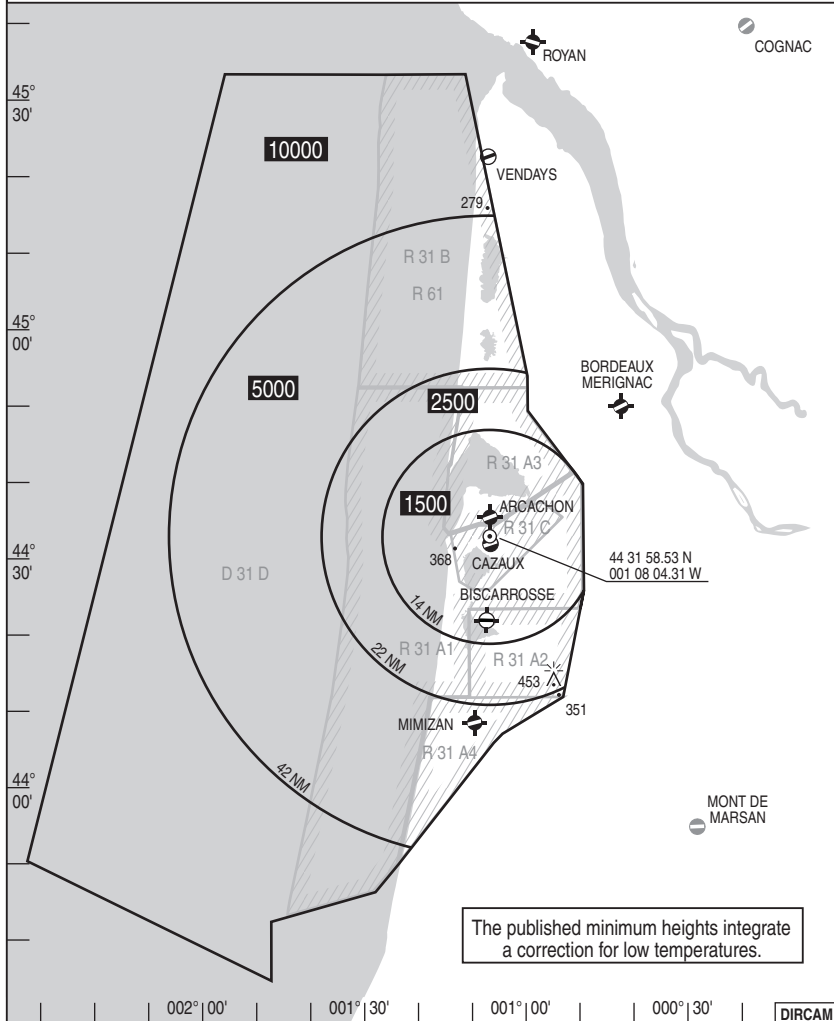 ROYAN
COGNAC
45°
30'
10000
VENDAYS
279
R 31 B
R 61
45°
00'
5000
BORDEAUX
MERIGNAC
2500
R 31 A3
1500
ARCACHON
R 31 C
44°
30'
368
CAZAUX
44 31 58.53 N
001 08 04.31 W
D 31 D
BISCARROSSE
14 NM
R 31 A1
22 NM
R 31 A2
453
351
MIMIZAN
R 31 A4
42 NM
44°
00'
MONT DE
MARSAN
The published minimum heights integrate
a correction for low temperatures.
002° 00'
001° 30'
001° 00'
000° 30'
DIRCAM